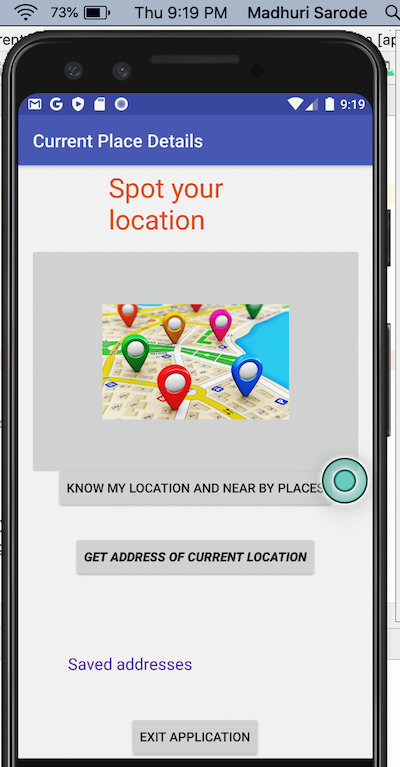 73% Thu 9:19 PM Madhuri Sarode
[ap
9:19
Current Place Details
Spot your
location
KNOW MY LOCATION AND NEAR BY PLACES
GET ADDRESS OF CURRENT LOCATION
Saved addresses
EXIT APPLICATION